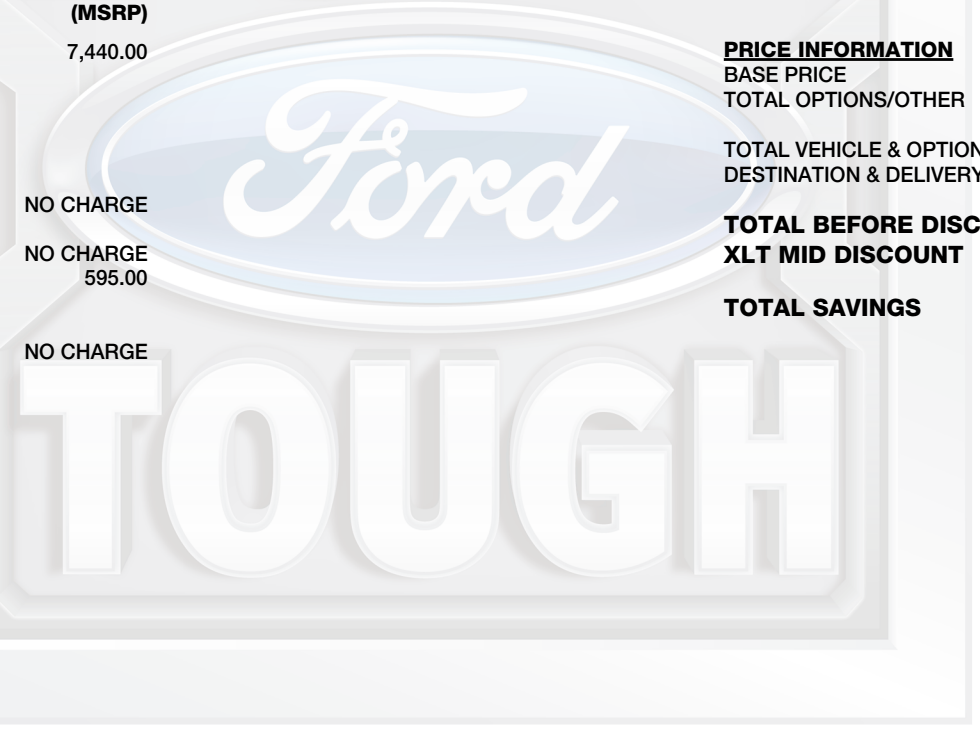 (MSRP)
7,440.00
NO CHARGE
NO CHARGE
595.00
NO CHARGE
PRICE INFORMATION
BASE PRICE
TOTAL OPTIONS/OTHER
TOTAL VEHICLE & OPTION
DESTINATION & DELIVERY
TOTAL BEFORE DISC
XLT MID DISCOUNT
TOTAL SAVINGS
Ford
TOUGH